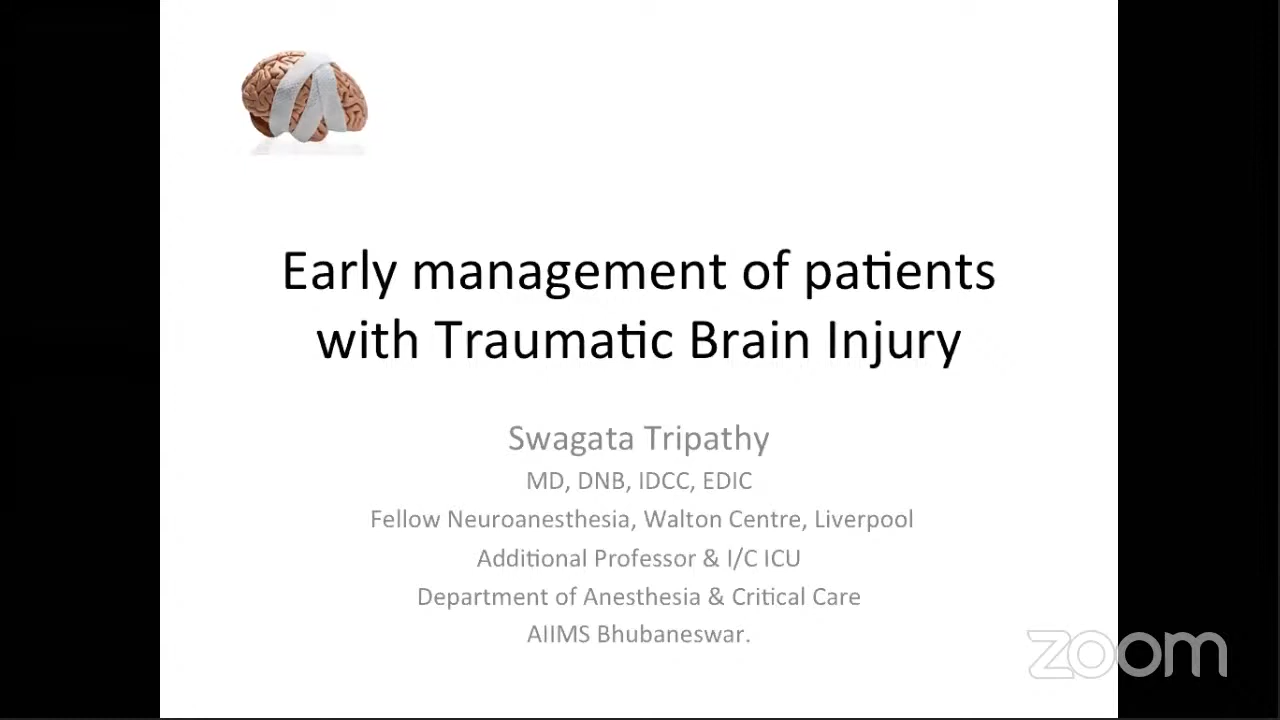 Early management of patients
with Traumatic Brain Injury
Swagata Tripathy
MD, DNB, IDCC, EDIC
Fellow Neuroanesthesia, Walton Centre, Liverpool
Additional Professor & I/C ICU
Department of Anesthesia & Critical Care
AIIMS Bhubaneswar.
zoom